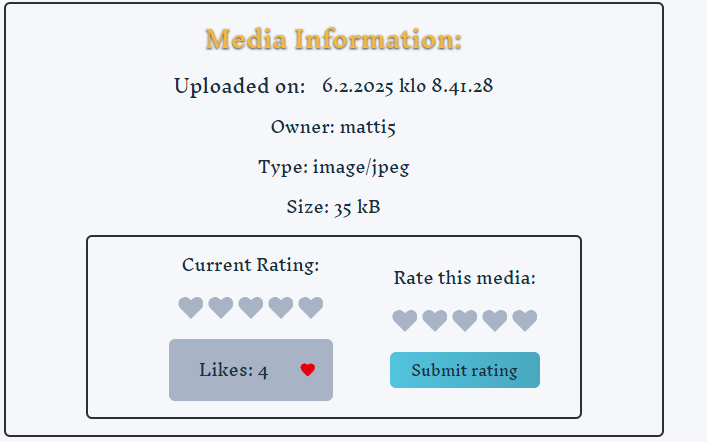 Media Information:
Uploaded on: 6.2.2025 klo 8.41.28
Owner: matti5
Type: image/jpeg
Size: 35 kB
Current Rating:
Likes: 4
Rate this media:
Submit rating